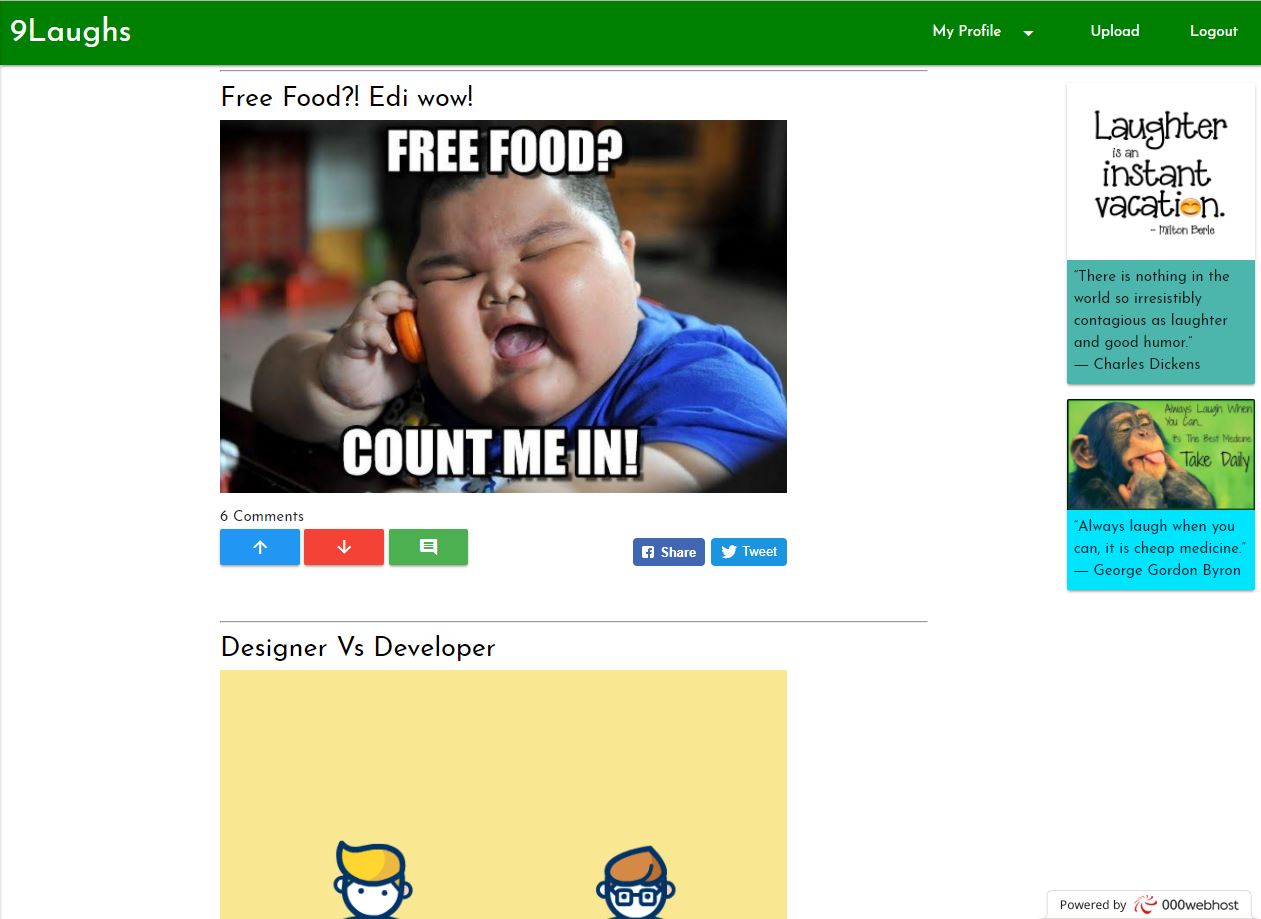 9Laughs
My Profile
Upload
Logout
Free Food?! Edi wow!
FREE FOOD?
COUNT ME IN!
6 Comments
Share
Tweet
Designer Vs Developer
Laughter
is an
instant
vacation.
- Milton Berle
"There is nothing in the
world so irresistibly
contagious as laughter
and good humor."
— Charles Dickens
Always Laugh When
You Can...
It's The Best Medicine
Take Daily
"Always laugh when you
can, it is cheap medicine."
— George Gordon Byron
Powered by 000webhost